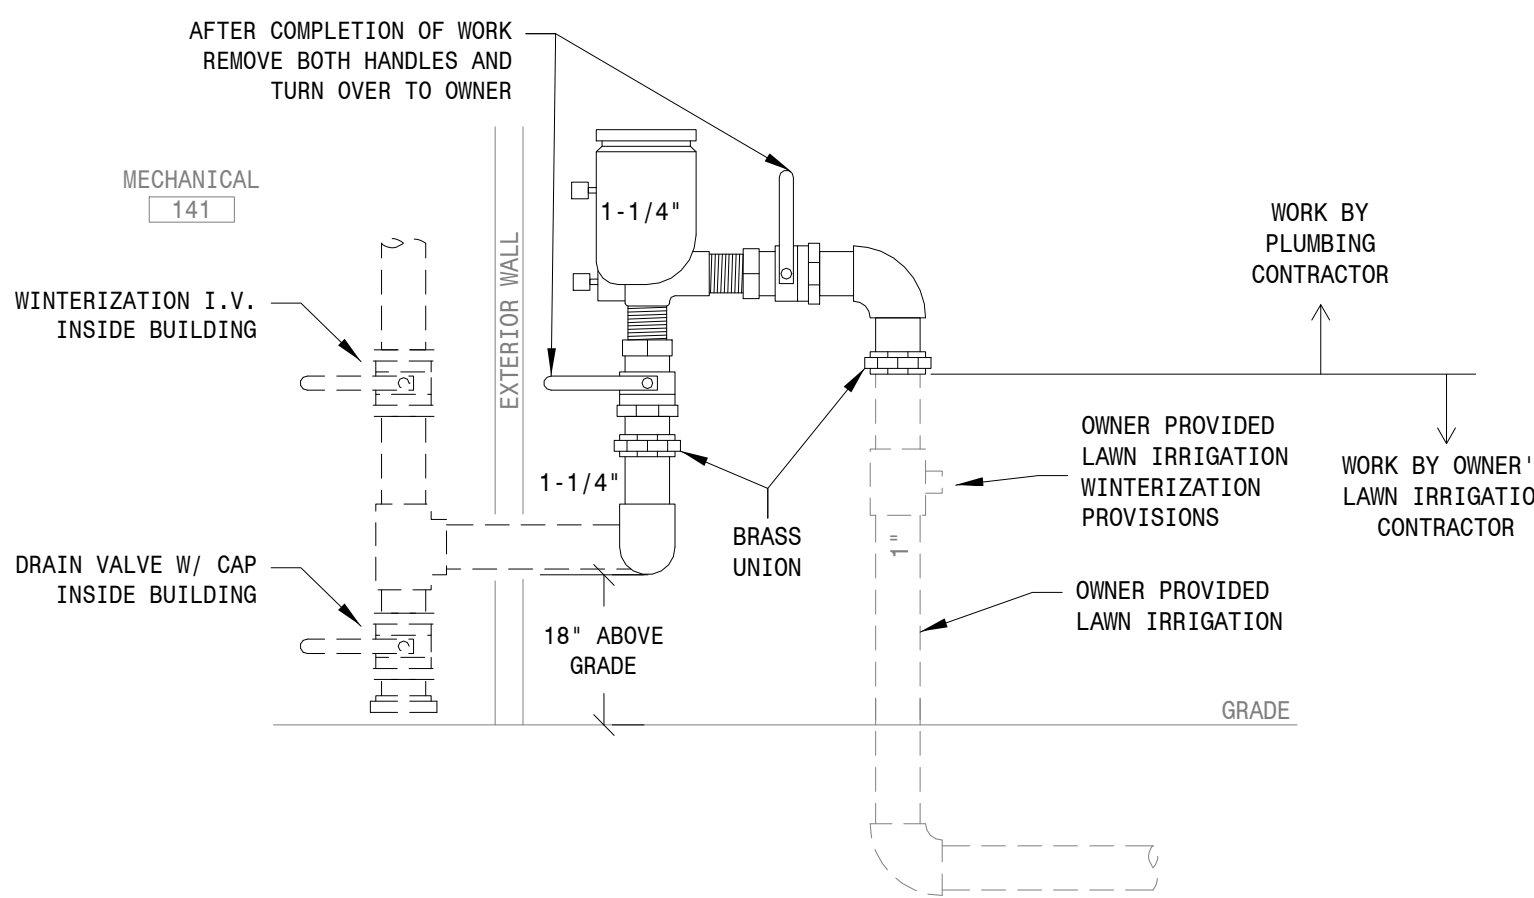 AFTER COMPLETION OF WORK
REMOVE BOTH HANDLES AND
TURN OVER TO OWNER
MECHANICAL
141
1-1/4"
WORK BY
PLUMBING
CONTRACTOR
WINTERIZATION I.V.
INSIDE BUILDING
EXTERIOR WALL
OWNER PROVIDED
LAWN IRRIGATION
WINTERIZATION
PROVISIONS
WORK BY OWNER'
LAWN IRRIGATIO
CONTRACTOR
1-1/4"
BRASS
UNION
1"
DRAIN VALVE W/ CAP
INSIDE BUILDING
OWNER PROVIDED
LAWN IRRIGATION
18" ABOVE
GRADE
GRADE